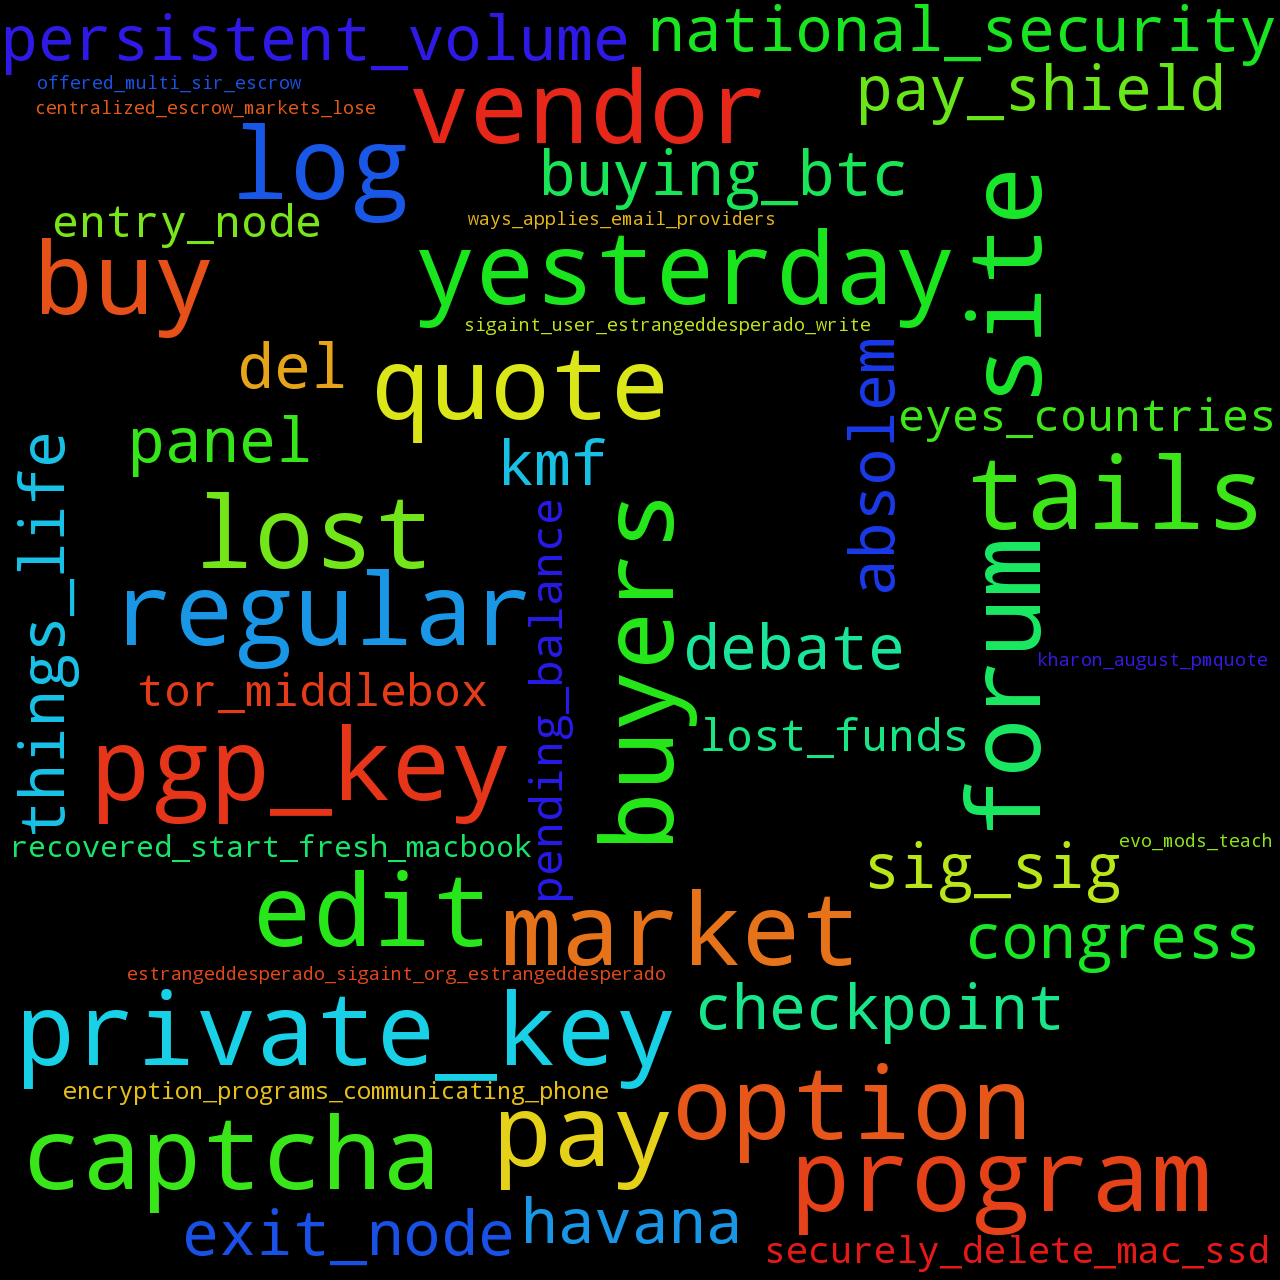 persistent_volume
national_security
offered_multi_sir_escrow
vendor
pay_shield
centralized_escrow_markets_lose
log
buying_btc
site
entry_node
ways_applies_email_providers
buy
yesterday
sigaint_user_estrangeddesperado_write
del
quote
absolem
eyes_countries
things_life
panel
kmf
tails
lost
pending_balance
buyers
forum
regular
debate
kharon_august_pmquote
tor_middlebox
lost_funds
pgp_key
recovered_start_fresh_macbook
evo_mods_teach
sig_sig
edit
market
congress
estrangeddesperado_sigaint_org_estrangeddesperado
private_key
checkpoint
encryption_programs_communicating_phone
option
captcha
pay
program
exit_node
havana
securely_delete_mac_ssd